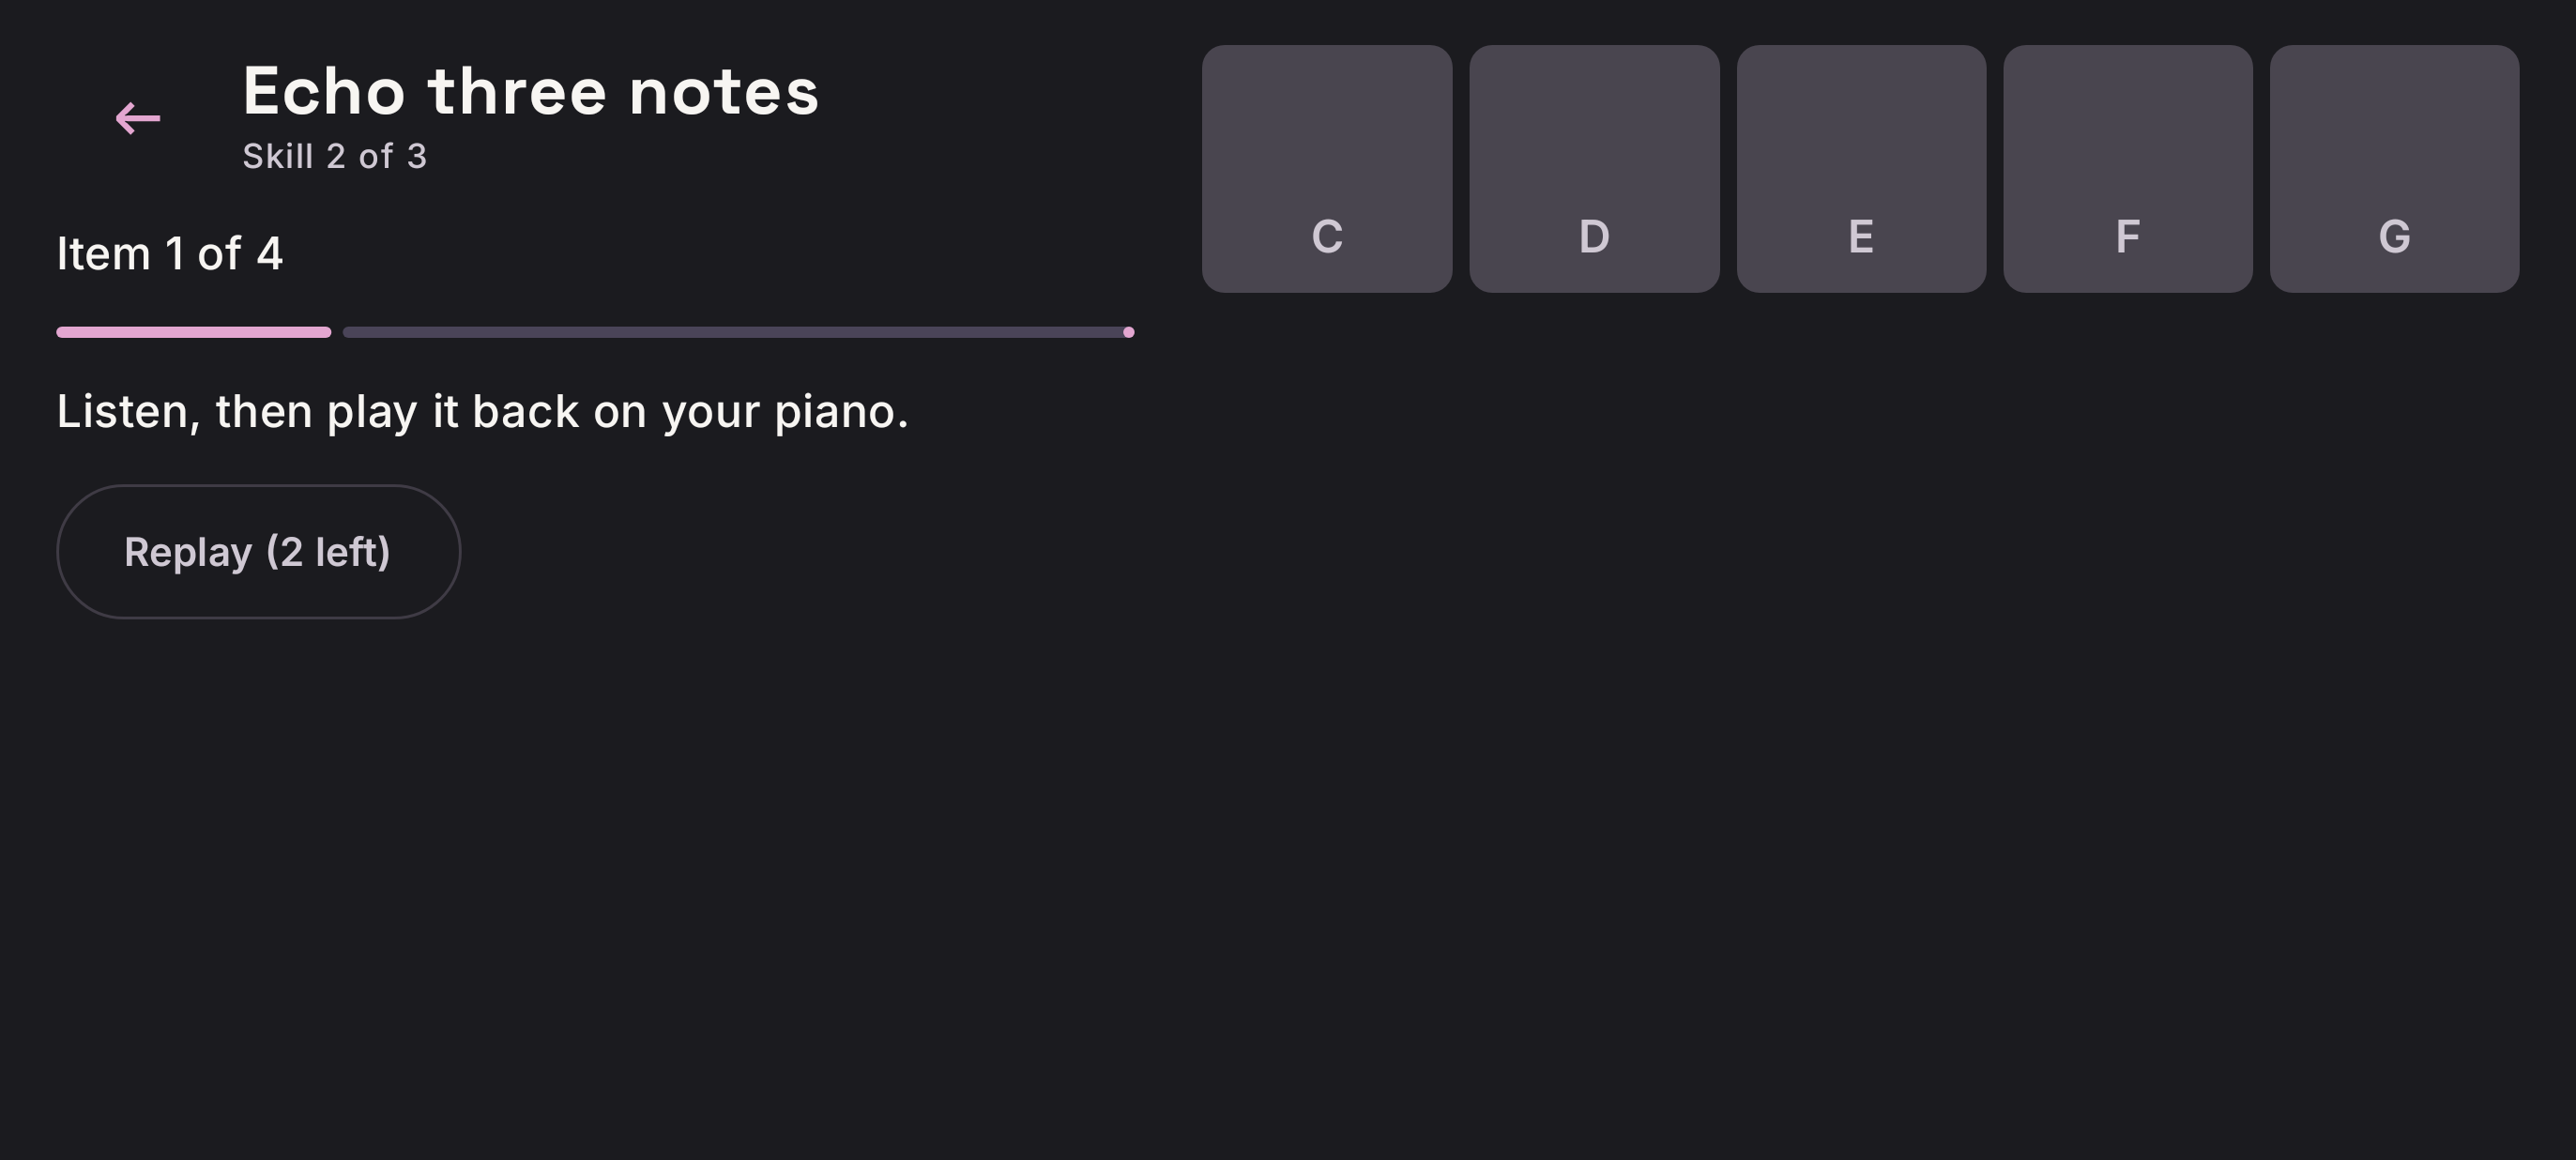 Echo three notes
Skill 2 of 3
Item 1 of 4
Listen, then play it back on your piano.
Replay (2 left)
C D E F G